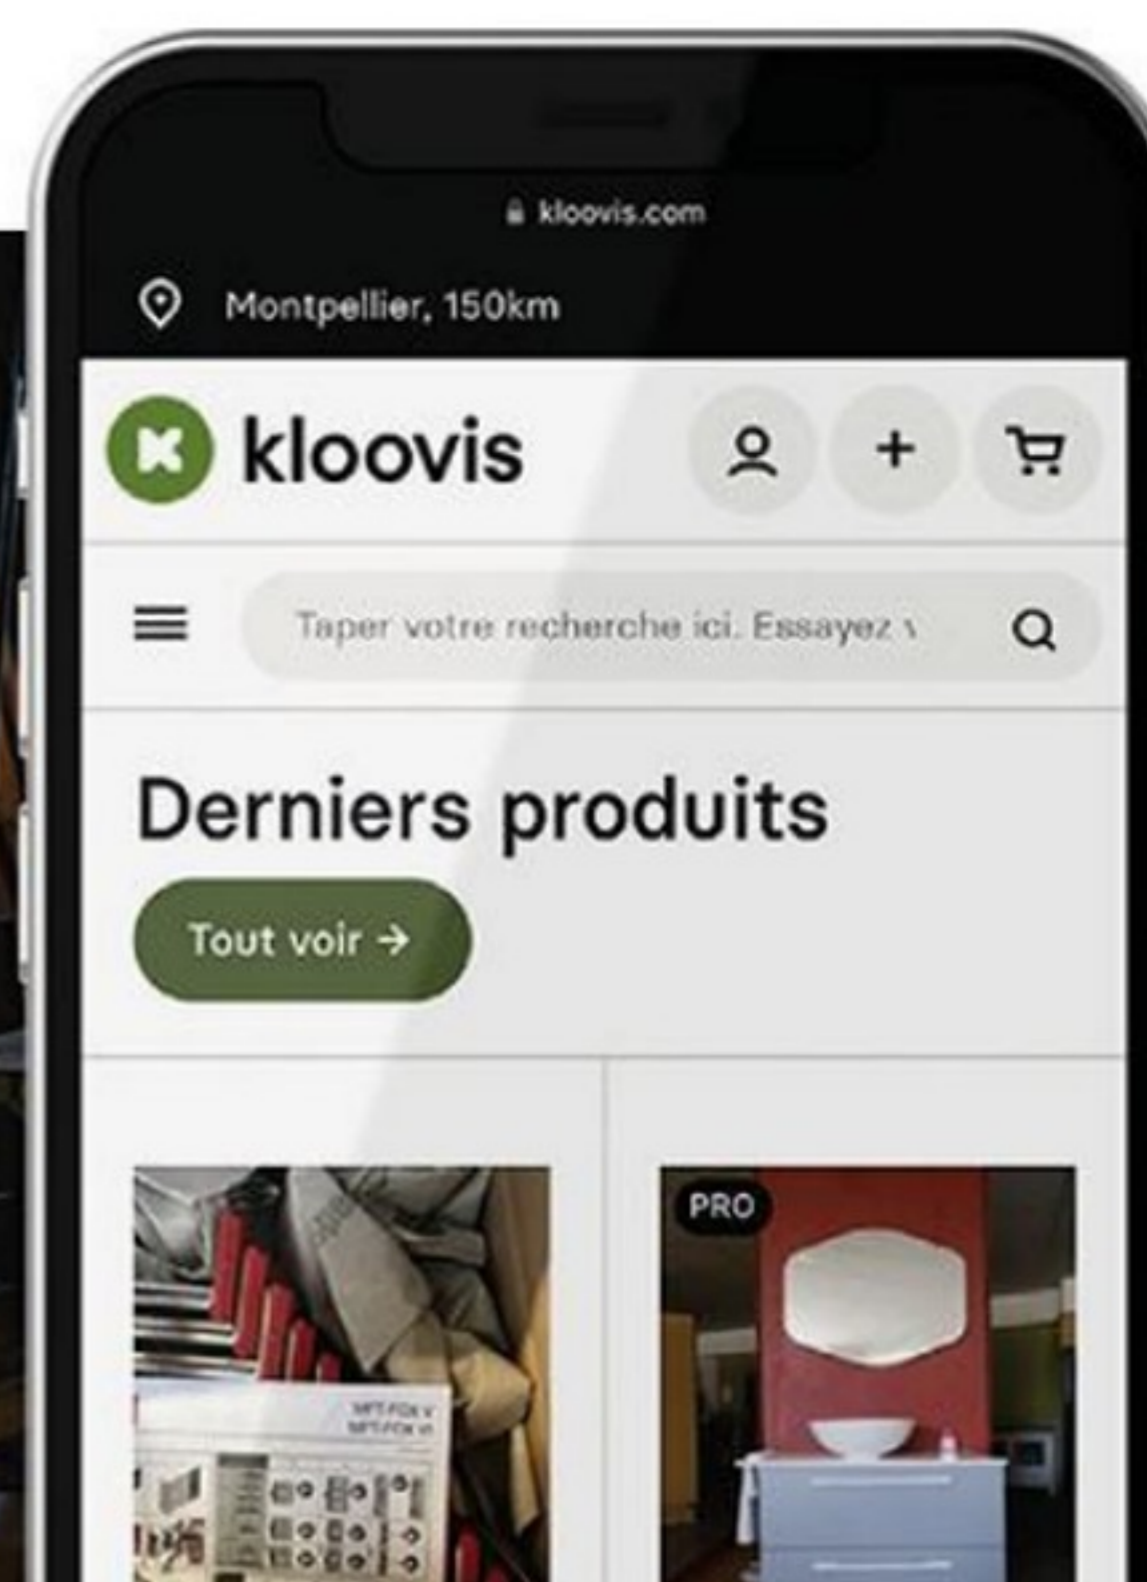 kloovis.com
Montpellier, 150km
kloovis
Taper votre recherche ici. Essayez
Derniers produits
Tout voir →
PRO